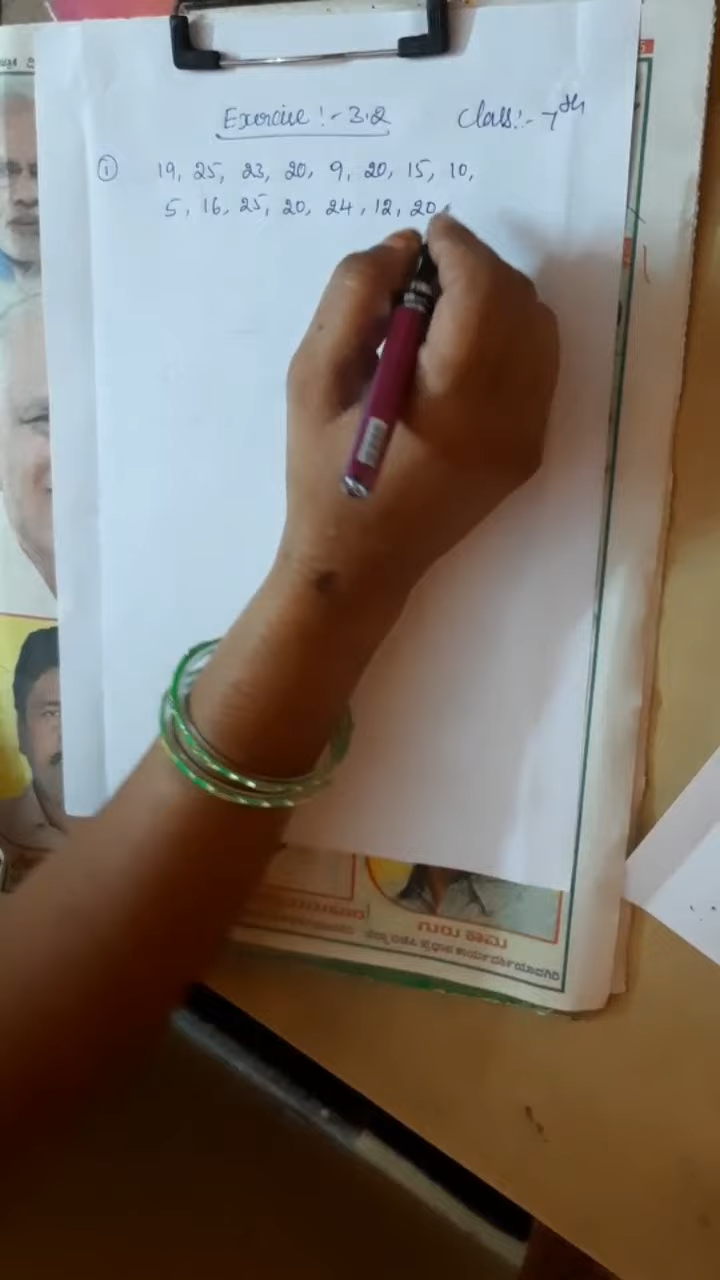 Exercise :- 3.2 Class :- 7th
① 19, 25, 23, 20, 9, 20, 15, 10,
5, 16, 25, 20, 24, 12, 20
ಗುರು ಕಾಮ